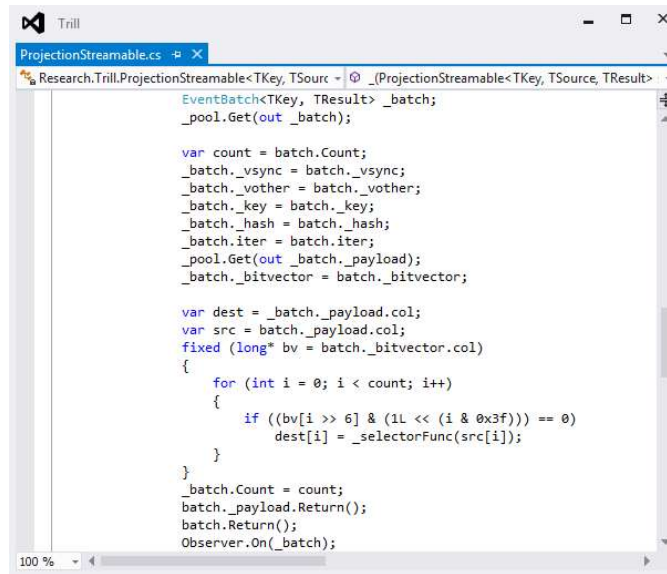 Trill
ProjectionStreamable.cs
Research.Trill.ProjectionStreamable<TKey, TSourc _(ProjectionStreamable<TKey, TSource, TResult>
EventBatch<TKey, TResult> _batch;
_pool.Get(out _batch);
var count = batch.Count;
_batch._vsync = batch._vsync;
_batch._vother = batch._vother;
_batch._key = batch._key;
_batch._hash = batch._hash;
_batch.iter = batch.iter;
_pool.Get(out _batch._payload);
_batch._bitvector = batch._bitvector;
var dest = _batch._payload.col;
var src = batch._payload.col;
fixed (long* bv = batch._bitvector.col)
{
for (int i = 0; i < count; i++)
{
if ((bv[i >> 6] & (1L << (i & 0x3f))) == 0)
dest[i] = _selectorFunc(src[i]);
}
}
_batch.Count = count;
batch._payload.Return();
batch.Return();
Observer.On(_batch);
100 %